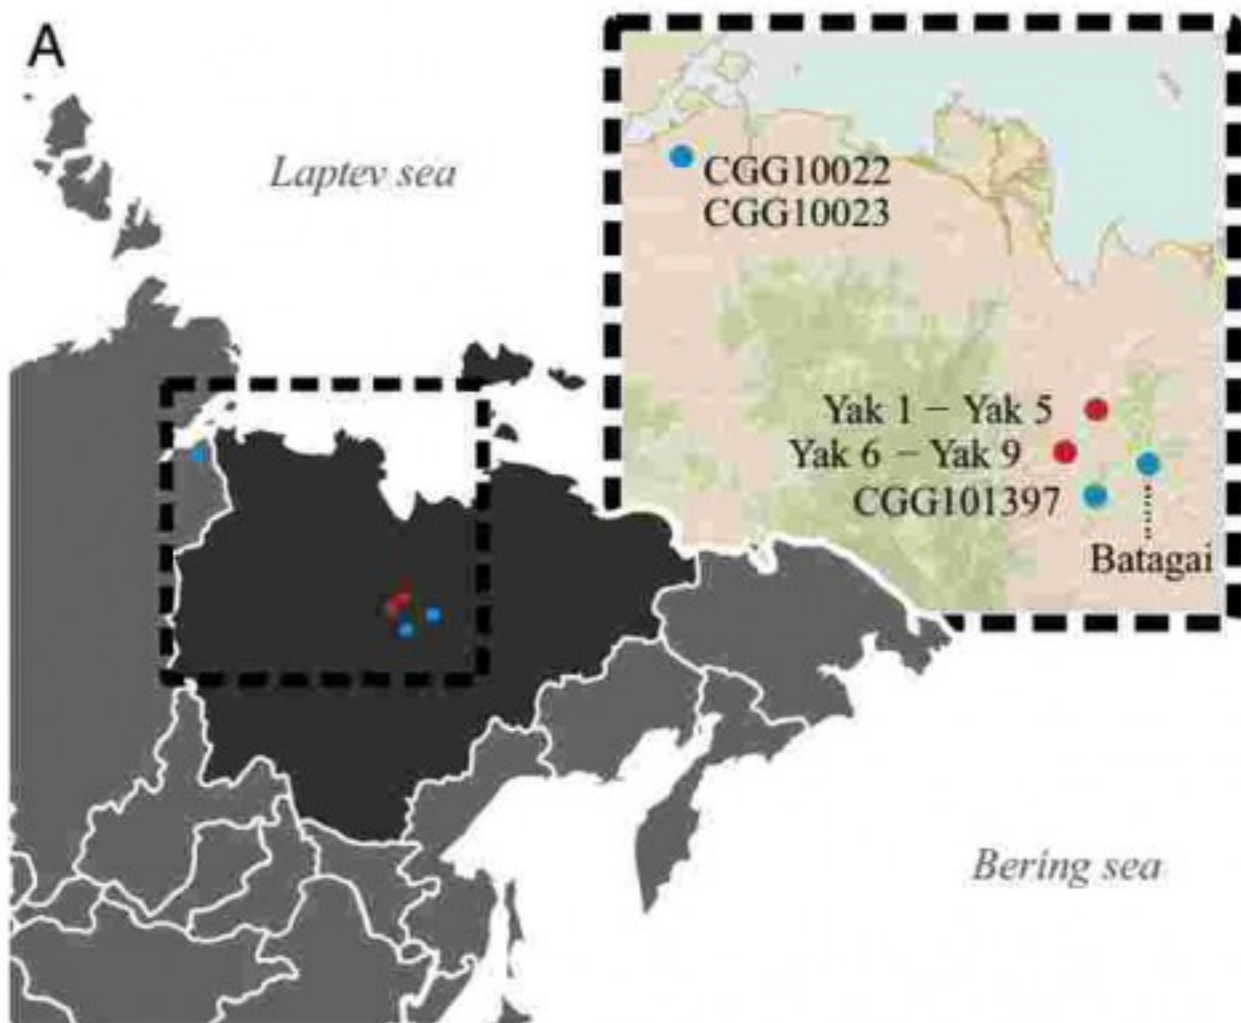 A
Laptev sea
CGG10022
CGG10023
Yak 1 – Yak 5
Yak 6 – Yak 9
CGG101397
Batagai
Bering sea